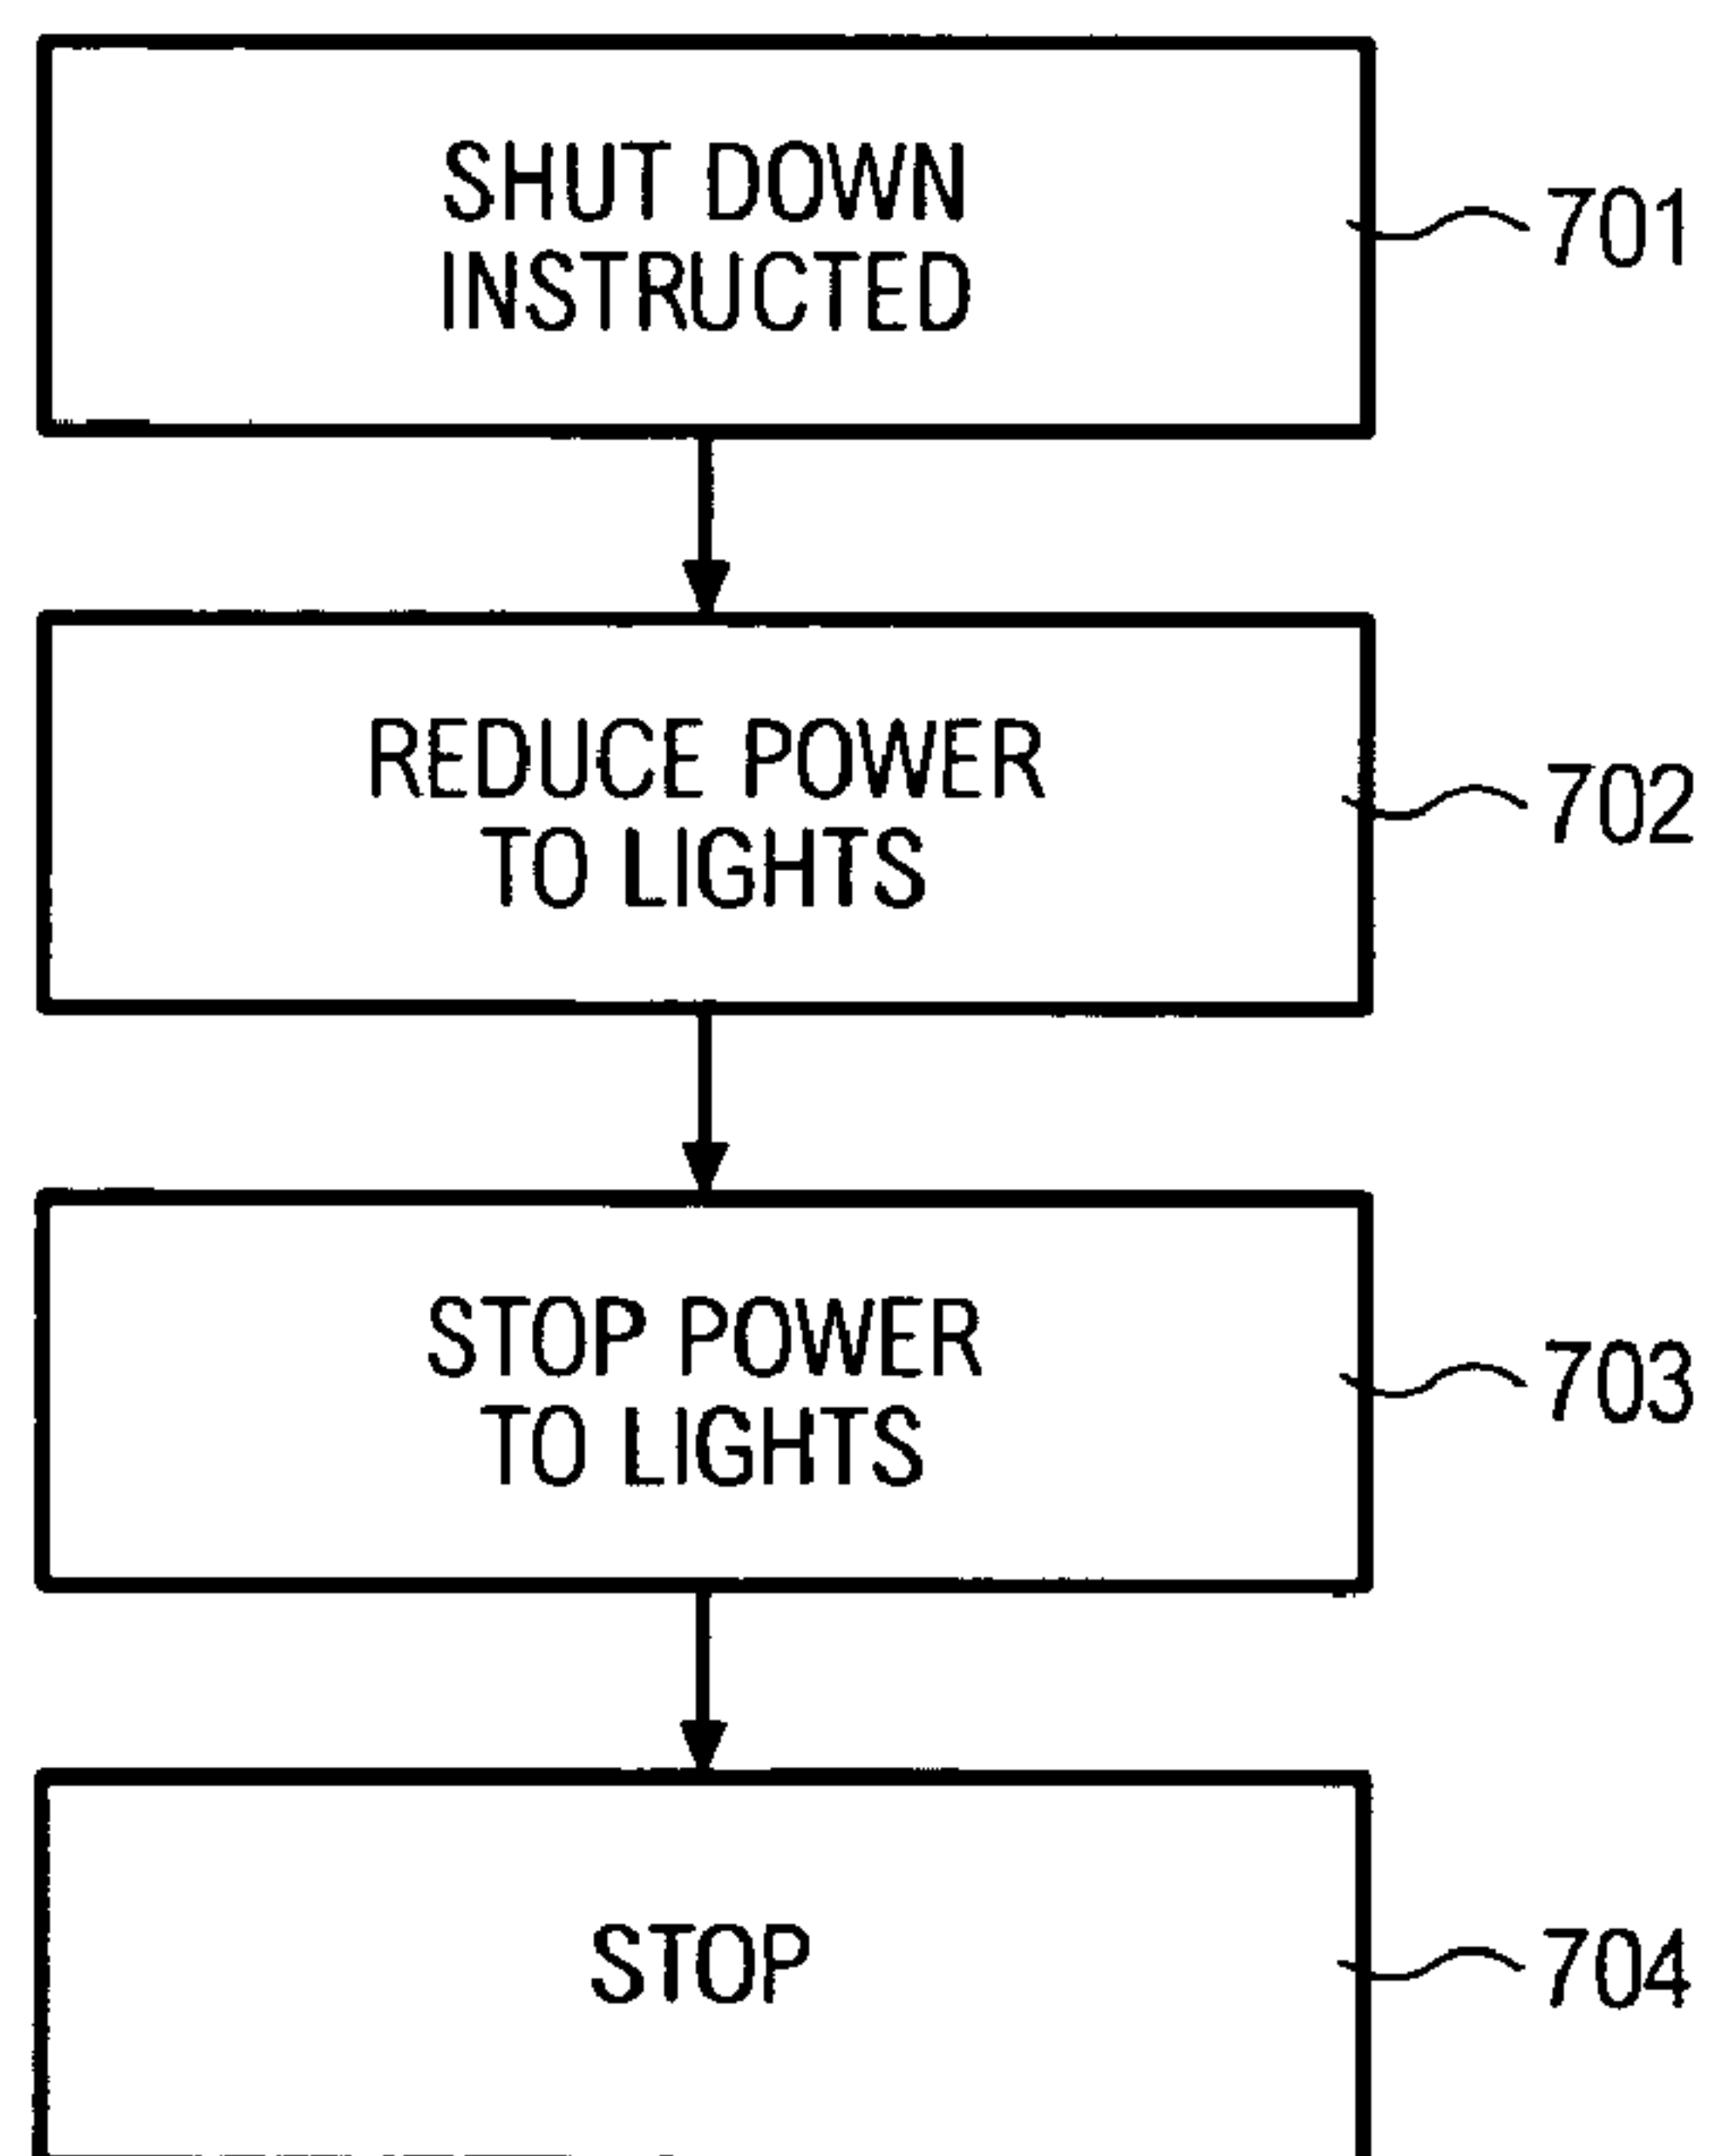 SHUT DOWN
INSTRUCTED
701
REDUCE POWER
TO LIGHTS
702
STOP POWER
TO LIGHTS
703
STOP
704